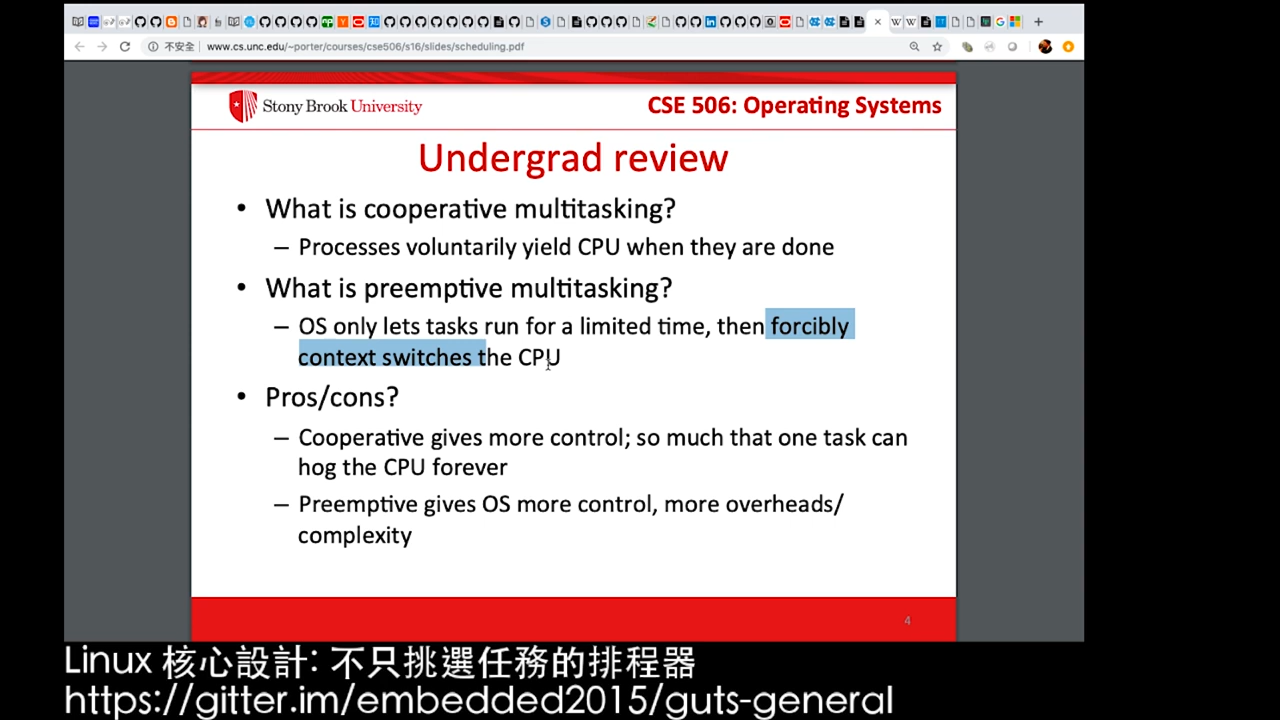 不安全 www.cs.unc.edu/~porter/courses/cse506/s16/slides/scheduling.pdf
Stony Brook University
CSE 506: Operating Systems
Undergrad review
• What is cooperative multitasking?
– Processes voluntarily yield CPU when they are done
• What is preemptive multitasking?
– OS only lets tasks run for a limited time, then forcibly
context switches the CPU
• Pros/cons?
– Cooperative gives more control; so much that one task can
hog the CPU forever
– Preemptive gives OS more control, more overheads/
complexity
4
Linux 核心設計: 不只挑選任務的排程器
https://gitter.im/embedded2015/guts-general